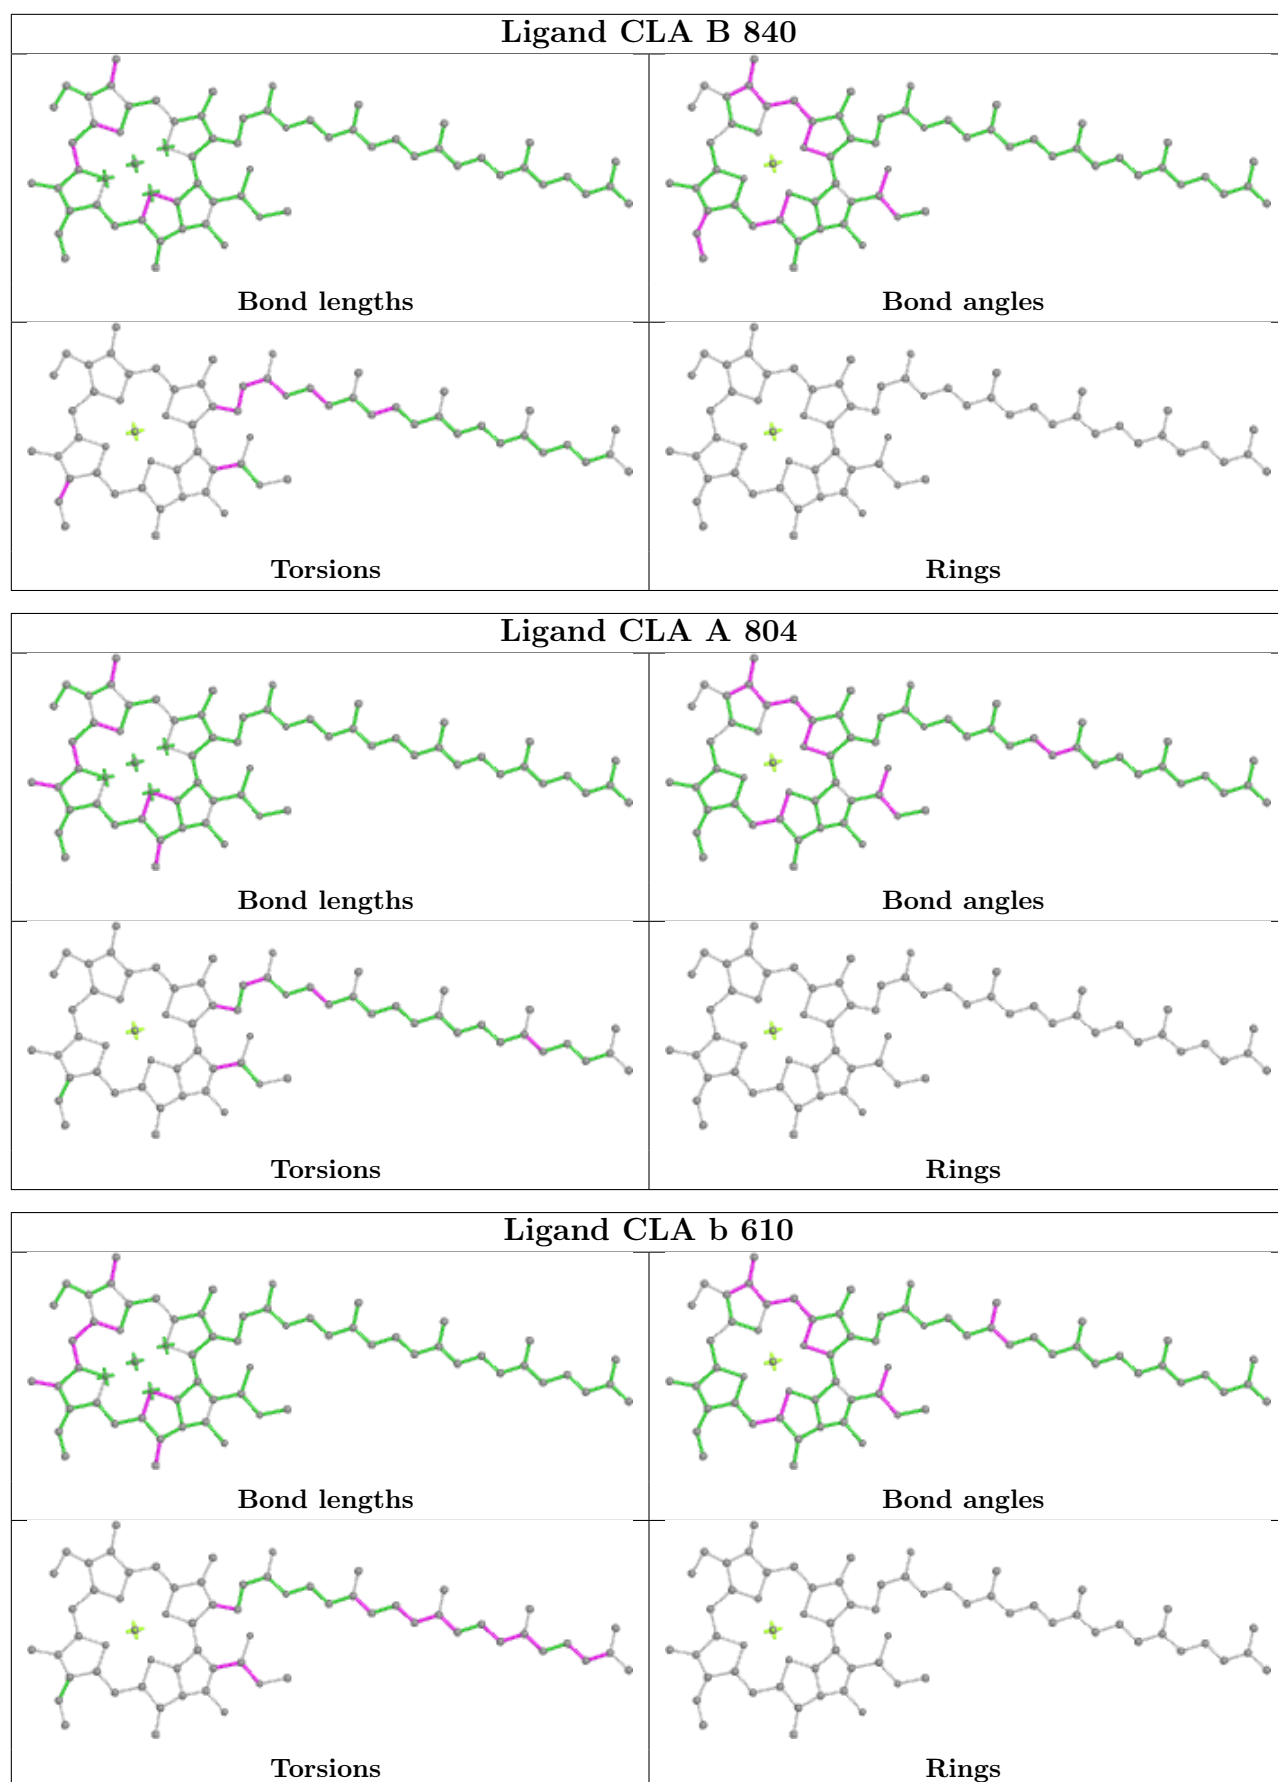 Ligand CLA B 840
Bond lengths
Bond angles
Torsions
Rings
Ligand CLA A 804
Bond lengths
Bond angles
Torsions
Rings
Ligand CLA b 610
Bond lengths
Bond angles
Torsions
Rings